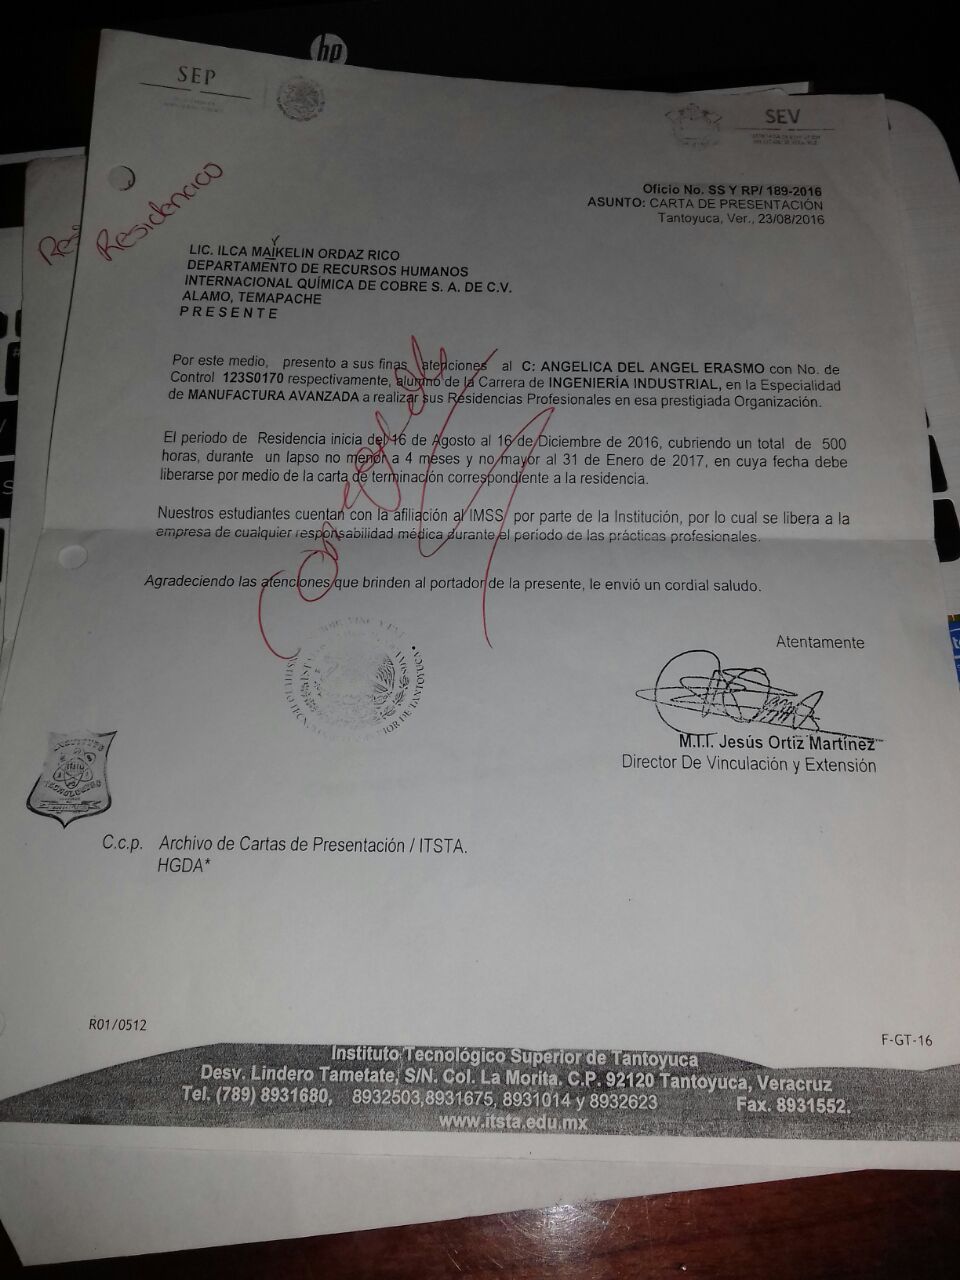 hp
SEP
SEV
Residencia
Oficio No. SS Y RP/ 189-2016
ASUNTO: CARTA DE PRESENTACIÓN
Tantoyuca, Ver., 23/08/2016
Y
LIC. ILCA MAIKELIN ORDAZ RICO
DEPARTAMENTO DE RECURSOS HUMANOS
INTERNACIONAL QUÍMICA DE COBRE S. A. DE C.V.
ALAMO, TEMAPACHE
P R E S E N T E
Por este medio, presento a sus finas atenciones al C: ANGELICA DEL ANGEL ERASMO con No. de
Control 123S0170 respectivamente, alumno de la Carrera de INGENIERÍA INDUSTRIAL, en la Especialidad
de MANUFACTURA AVANZADA a realizar sus Residencias Profesionales en esa prestigiada Organización.
El periodo de Residencia inicia del 16 de Agosto al 16 de Diciembre de 2016, cubriendo un total de 500
horas, durante un lapso no menor a 4 meses y no mayor al 31 de Enero de 2017, en cuya fecha debe
liberarse por medio de la carta de terminación correspondiente a la residencia.
Nuestros estudiantes cuentan con la afiliación al IMSS por parte de la Institución, por lo cual se libera a la
empresa de cualquier responsabilidad médica durante el periodo de las prácticas profesionales.
Agradeciendo las atenciones que brinden al portador de la presente, le envió un cordial saludo.
Atentamente
M.T.I. Jesús Ortiz Martínez
Director De Vinculación y Extensión
INSTITUTO
TECNOLOGICO
C.c.p. Archivo de Cartas de Presentación / ITSTA.
HGDA*
R01/0512
F-GT-16
Instituto Tecnológico Superior de Tantoyuca
Desv. Lindero Tametate, S/N. Col. La Morita. C.P. 92120 Tantoyuca, Veracruz
Tel. (789) 8931680, 8932503,8931675, 8931014 y 8932623 Fax. 8931552.
www.itsta.edu.mx